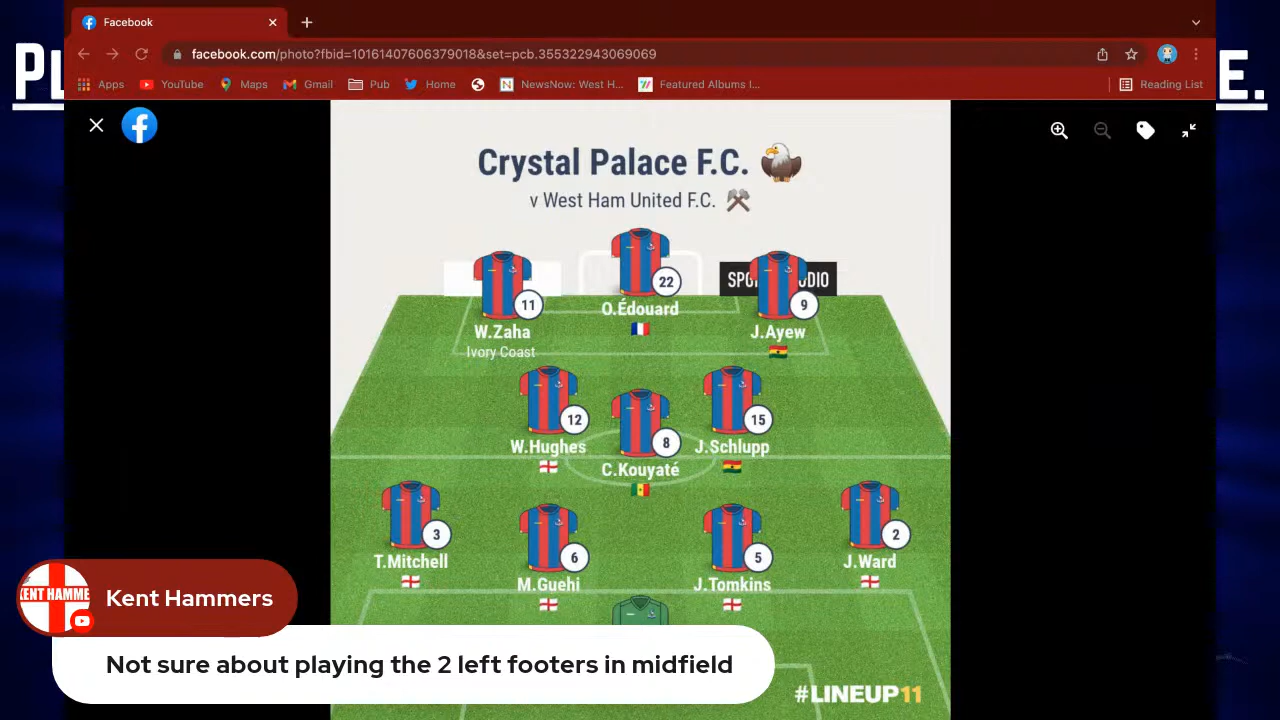 Facebook
facebook.com/photo?fbid=10161407606379018&set=pcb.355322943069069
Apps YouTube Maps Gmail Pub Home NewsNow: West H... Featured Albums I... Reading List
PL
E.
Crystal Palace F.C.
v West Ham United F.C.
22
O.Édouard
11
W.Zaha
Ivory Coast
9
J.Ayew
12
W.Hughes
8
C.Kouyaté
15
J.Schlupp
3
T.Mitchell
6
M.Guehi
5
J.Tomkins
2
J.Ward
Kent Hammers
Not sure about playing the 2 left footers in midfield
#LINEUP11